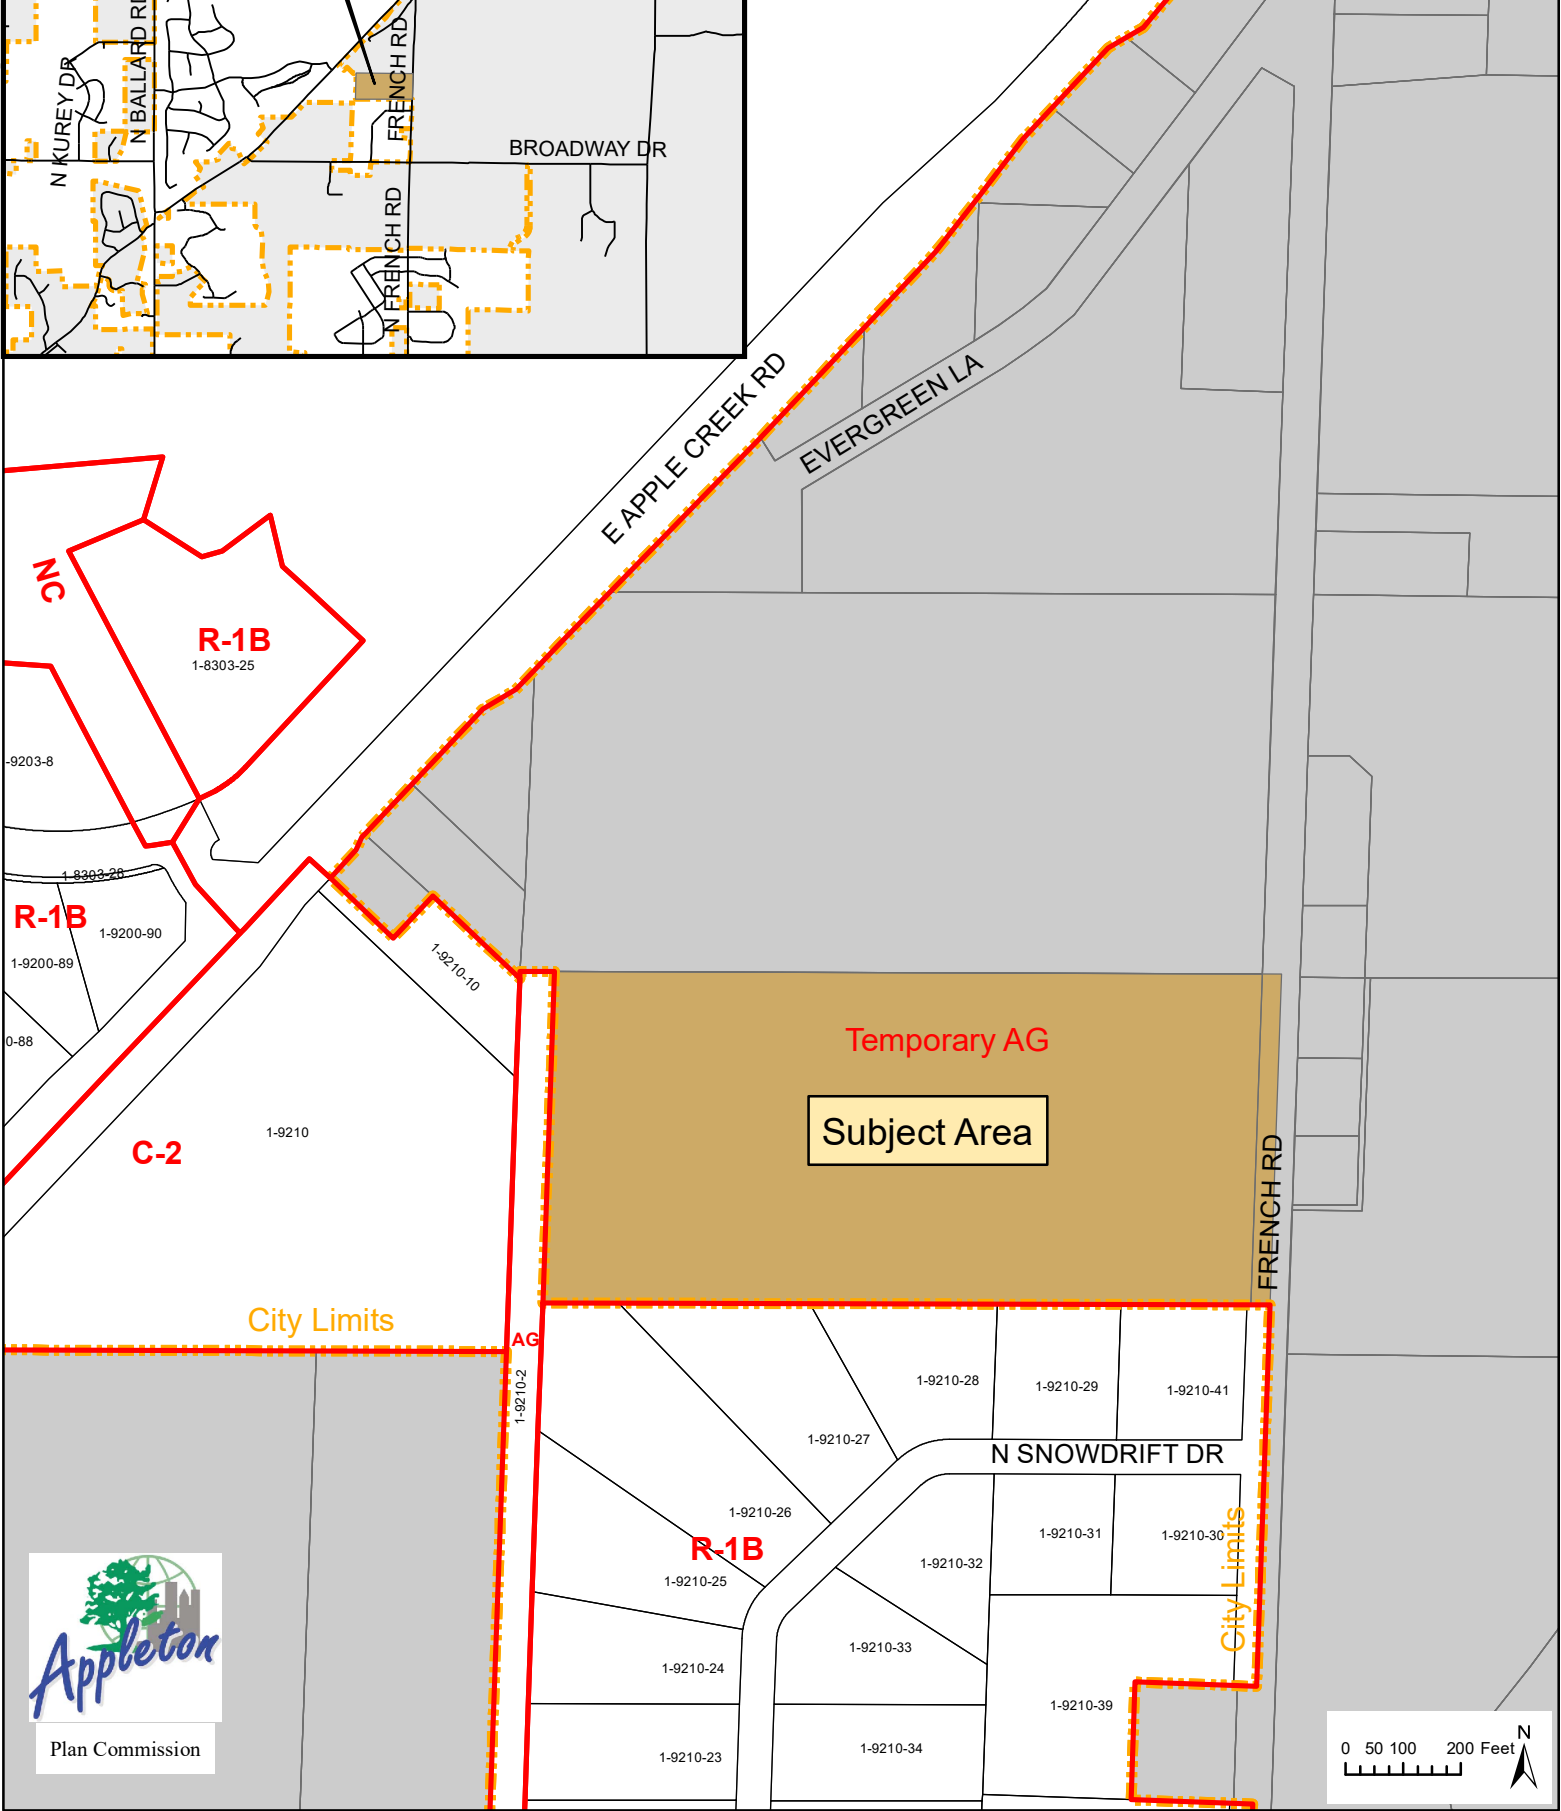 N KUREY DR
N BALLARD RD
FRENCH RD
BROADWAY DR
N FRENCH RD
E APPLE CREEK RD
EVERGREEN LA
NC
R-1B
1-8303-25
-9203-8
1-8303-26
R-1B
1-9200-90
1-9200-89
0-88
1-9210-10
Temporary AG
Subject Area
C-2
1-9210
FRENCH RD
City Limits
AG
1-9210-2
1-9210-28
1-9210-29
1-9210-41
1-9210-27
N SNOWDRIFT DR
1-9210-26
1-9210-31
1-9210-30
R-1B
1-9210-32
1-9210-25
City Limits
1-9210-33
1-9210-24
1-9210-39
1-9210-23
1-9210-34
Appleton
Plan Commission
N
0 50 100 200 Feet